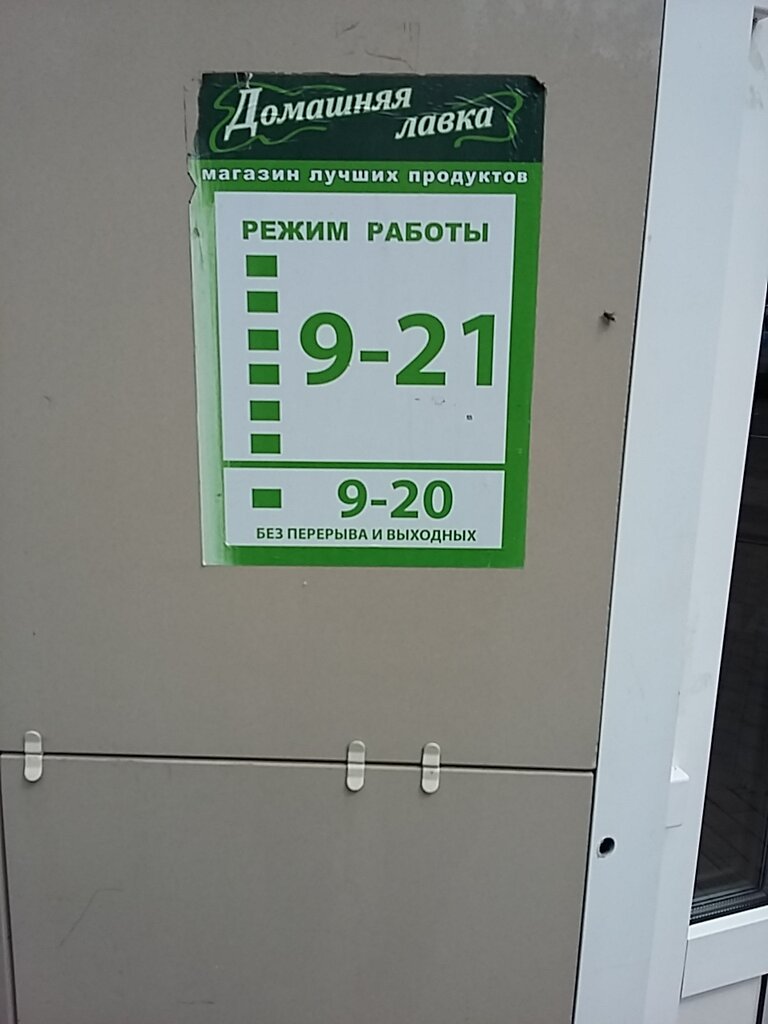 Домашняя
лавка
магазин лучших продуктов
РЕЖИМ РАБОТЫ
9-21
9-20
БЕЗ ПЕРЕРЫВА И ВЫХОДНЫХ